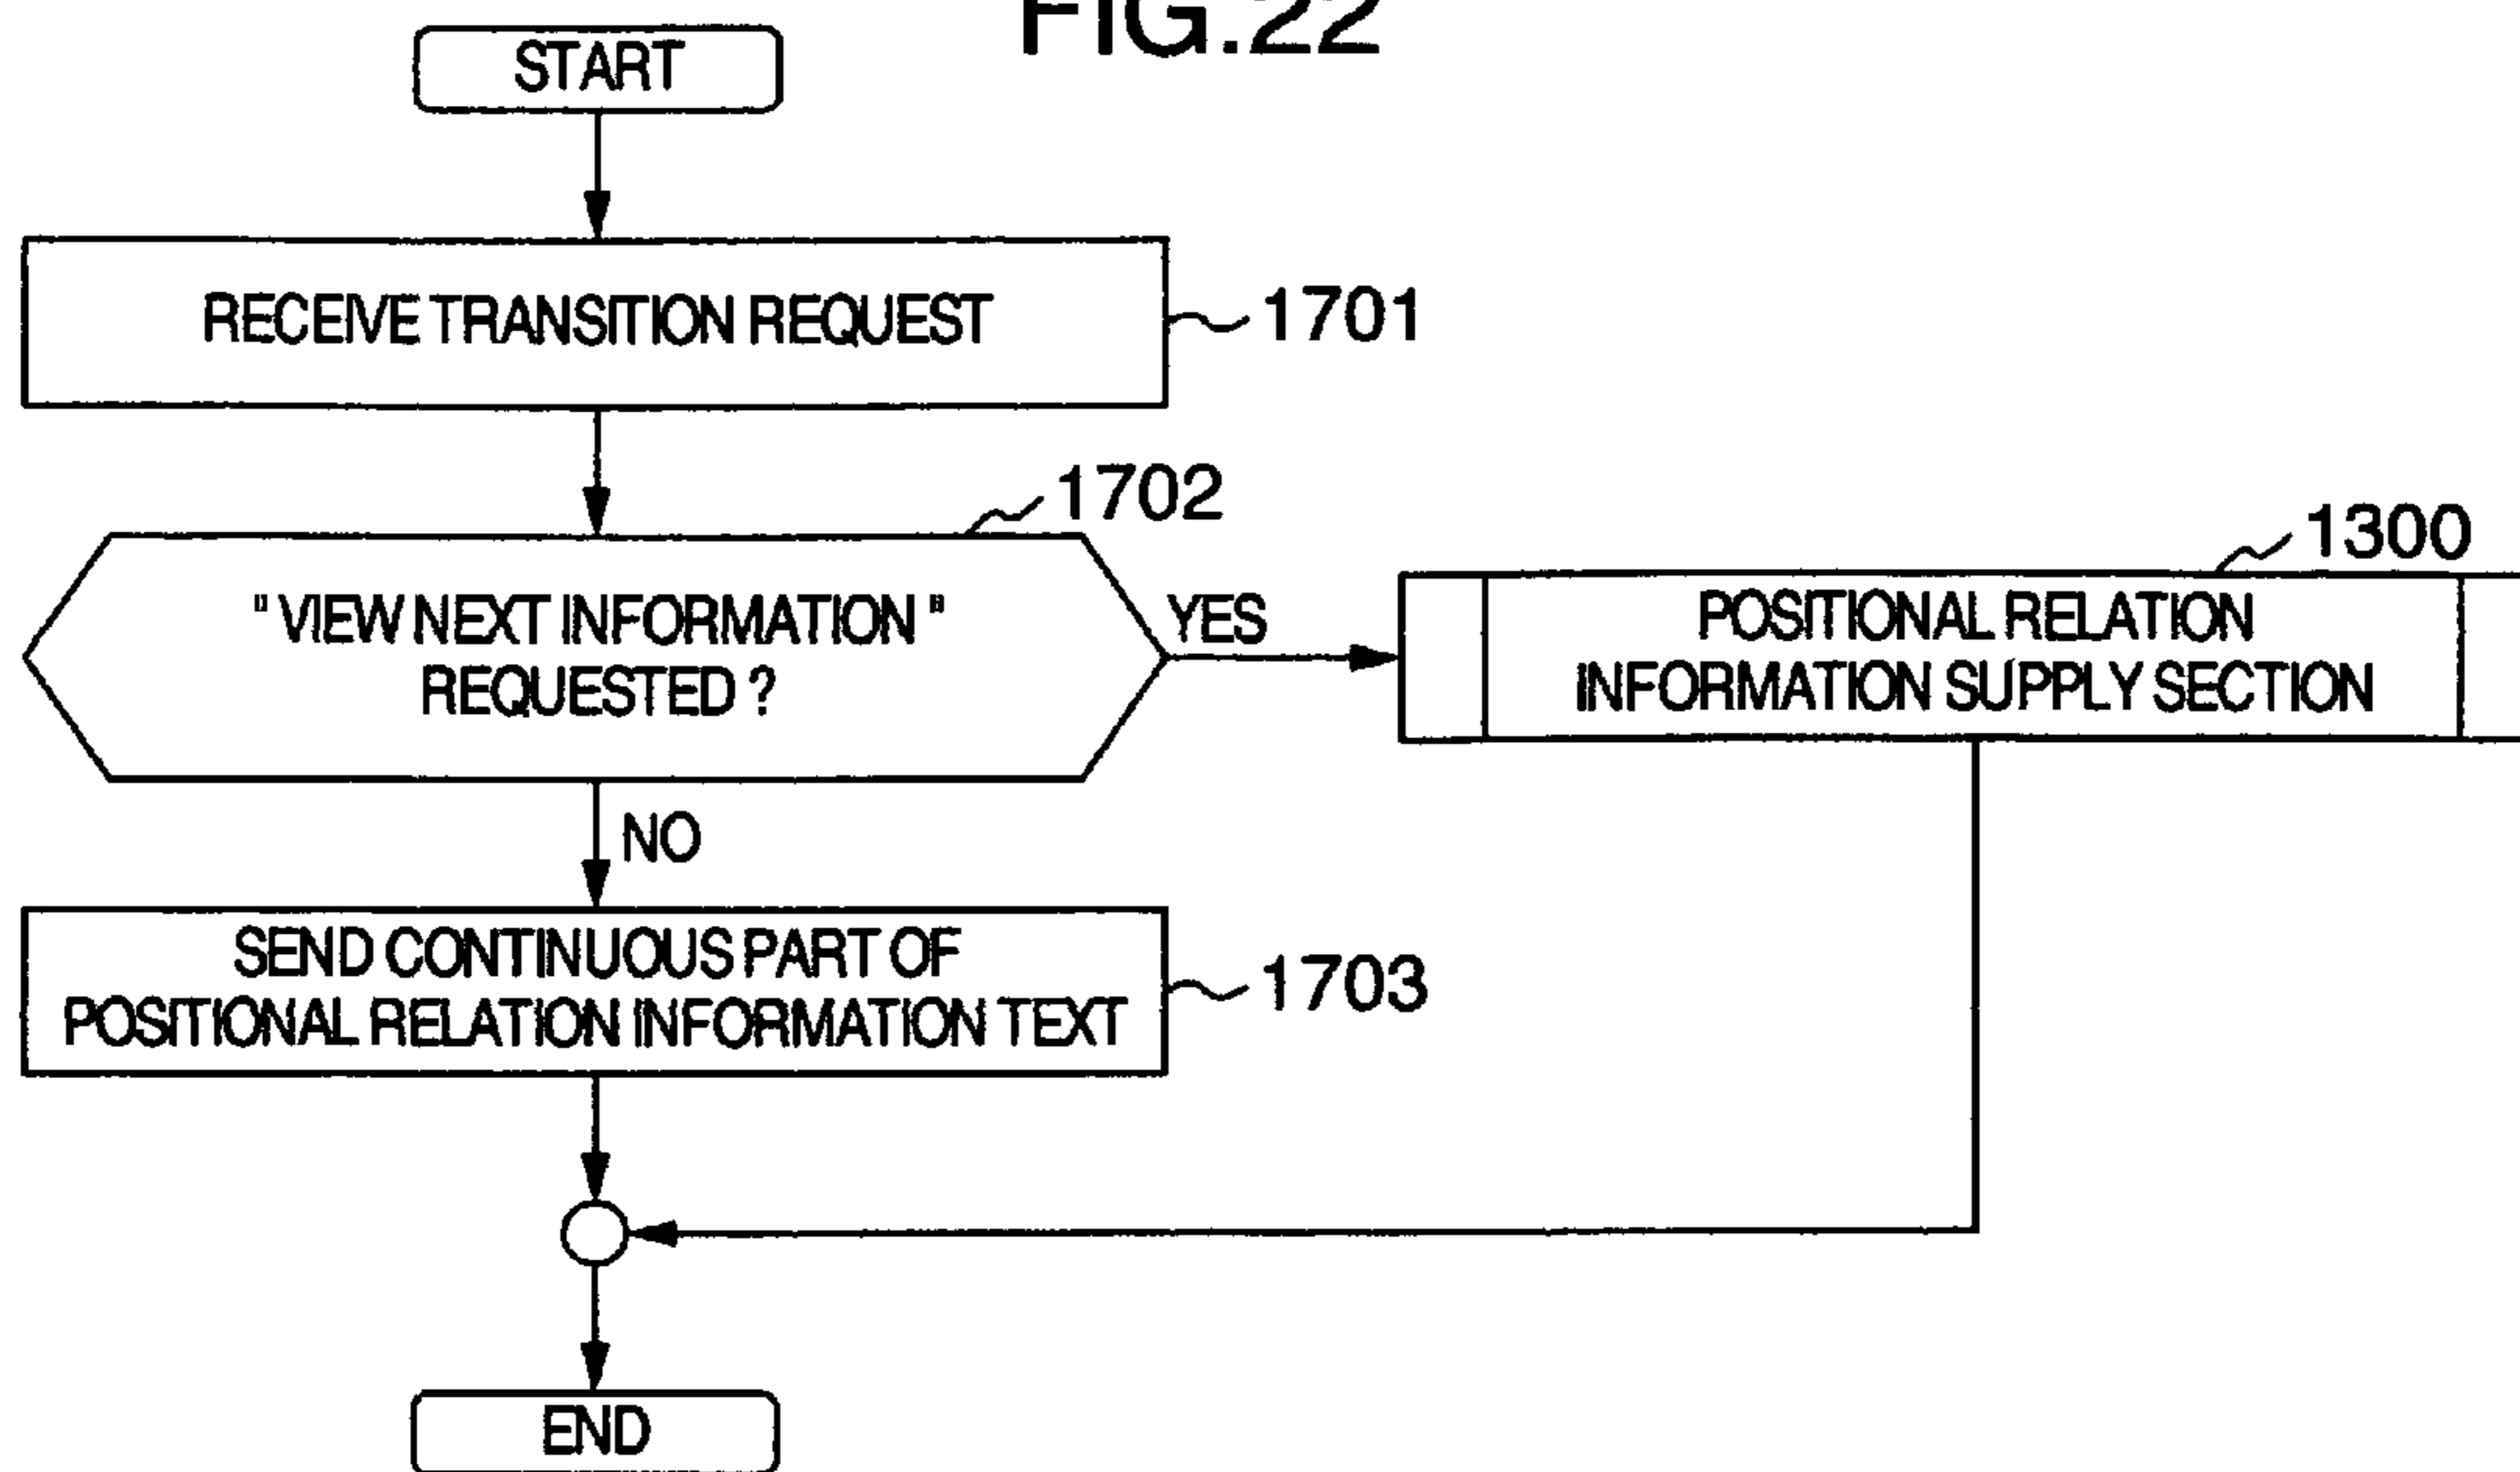 FIG.22
START
RECEIVE TRANSITION REQUEST
1701
1702
" VIEW NEXT INFORMATION "
REQUESTED ?
YES
1300
POSITIONAL RELATION
INFORMATION SUPPLY SECTION
NO
SEND CONTINUOUS PART OF
POSITIONAL RELATION INFORMATION TEXT
1703
END